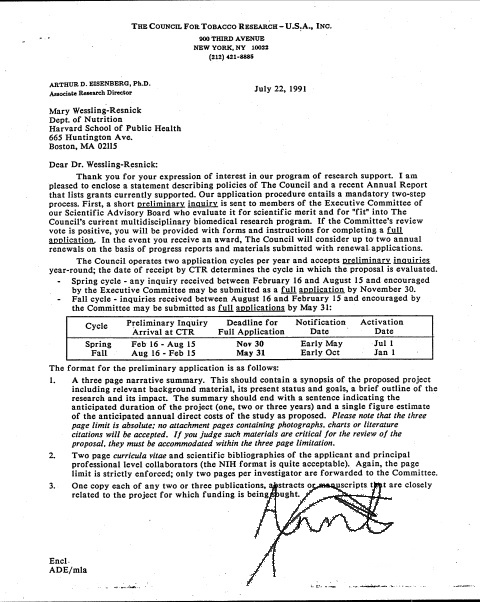 THE COUNCIL FOR TOBACCO RESEARCH – U.S.A., INC.
900 THIRD AVENUE
NEW YORK, NY 10022
(212) 421-8885
ARTHUR D. EISENBERG, Ph.D.
Associate Research Director
July 22, 1991
Mary Wessling-Resnick
Dept. of Nutrition
Harvard School of Public Health
665 Huntington Ave.
Boston, MA 02115
Dear Dr. Wessling-Resnick:
Thank you for your expression of interest in our program of research support. I am
pleased to enclose a statement describing policies of The Council and a recent Annual Report
that lists grants currently supported. Our application procedure entails a mandatory two-step
process. First, a short preliminary inquiry is sent to members of the Executive Committee of
our Scientific Advisory Board who evaluate it for scientific merit and for "fit" into The
Council's current multidisciplinary biomedical research program. If the Committee's review
vote is positive, you will be provided with forms and instructions for completing a full
application. In the event you receive an award, The Council will consider up to two annual
renewals on the basis of progress reports and materials submitted with renewal applications.
The Council operates two application cycles per year and accepts preliminary inquiries
year-round; the date of receipt by CTR determines the cycle in which the proposal is evaluated.
- Spring cycle - any inquiry received between February 16 and August 15 and encouraged
by the Executive Committee may be submitted as a full application by November 30.
- Fall cycle - inquiries received between August 16 and February 15 and encouraged by
the Committee may be submitted as full applications by May 31:
Cycle Preliminary Inquiry Deadline for Notification Activation
Arrival at CTR Full Application Date Date
Spring Feb 16 - Aug 15 Nov 30 Early May Jul 1
Fall Aug 16 - Feb 15 May 31 Early Oct Jan 1
The format for the preliminary application is as follows:
1. A three page narrative summary. This should contain a synopsis of the proposed project
including relevant background material, its present status and goals, a brief outline of the
research and its impact. The summary should end with a sentence indicating the
anticipated duration of the project (one, two or three years) and a single figure estimate
of the anticipated annual direct costs of the study as proposed. Please note that the three
page limit is absolute; no attachment pages containing photographs, charts or literature
citations will be accepted. If you judge such materials are critical for the review of the
proposal, they must be accommodated within the three page limitation.
2. Two page curricula vitae and scientific bibliographies of the applicant and principal
professional level collaborators (the NIH format is quite acceptable). Again, the page
limit is strictly enforced; only two pages per investigator are forwarded to the Committee.
3. One copy each of any two or three publications, abstracts or manuscripts that are closely
related to the project for which funding is being sought.
Encl
ADE/mla